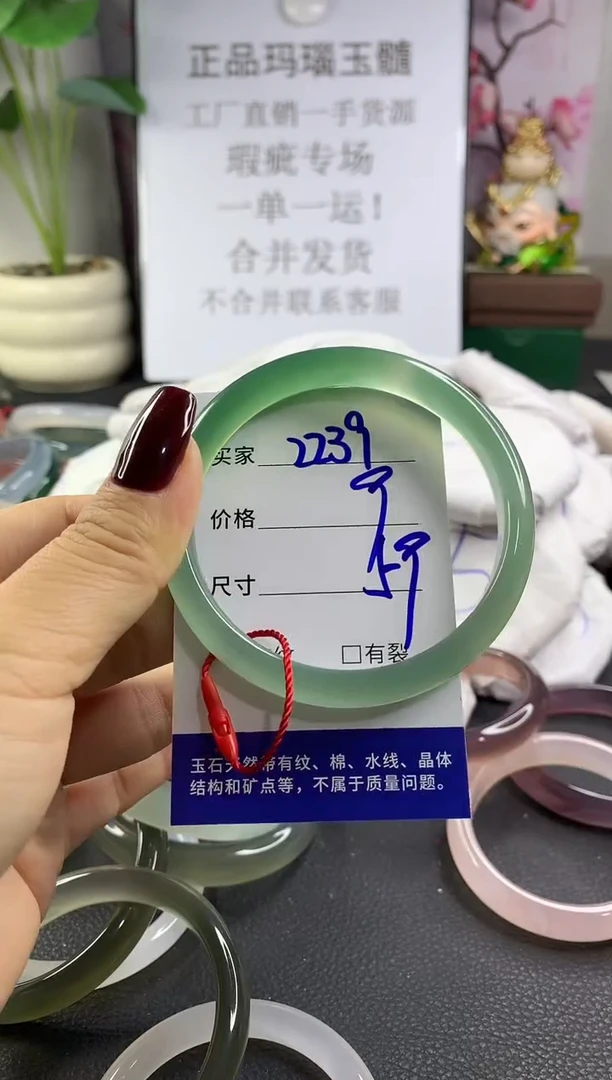 正品玛瑙玉髓
工厂直销一手货源
瑕疵专场
一单一运！
合并发货
不合并联系客服
买家 2239
价格
尺寸 57
□有裂
玉石天然带有纹、棉、水线、晶体
结构和矿点等，不属于质量问题。